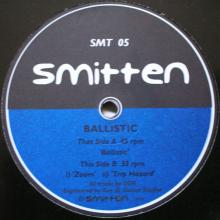 SMT 05
smitten
BALLISTIC
That Side A 45 rpm
'Ballistic'
This Side B 33 rpm
i) 'Zoom' ii) 'Trip Hazard'
smitten